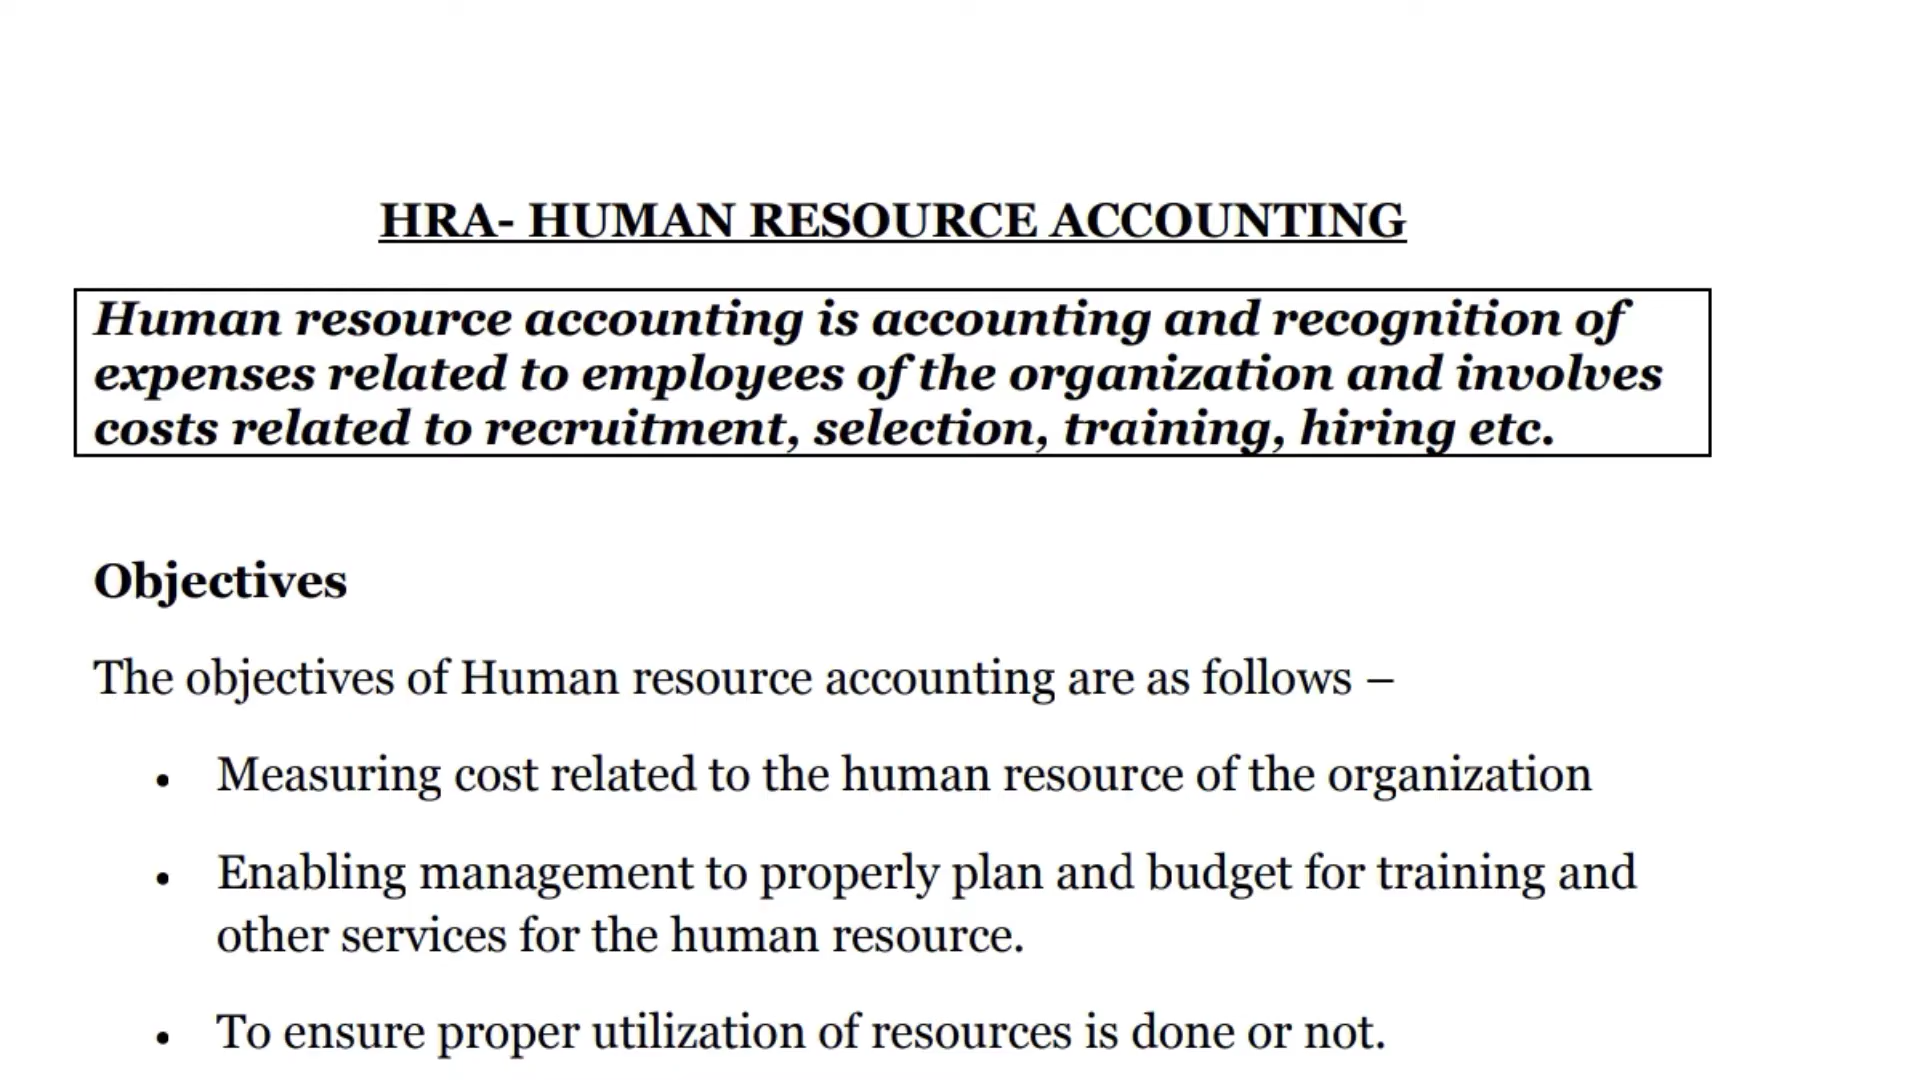 HRA- HUMAN RESOURCE ACCOUNTING
Human resource accounting is accounting and recognition of
expenses related to employees of the organization and involves
costs related to recruitment, selection, training, hiring etc.
Objectives
The objectives of Human resource accounting are as follows –
• Measuring cost related to the human resource of the organization
• Enabling management to properly plan and budget for training and
other services for the human resource.
• To ensure proper utilization of resources is done or not.